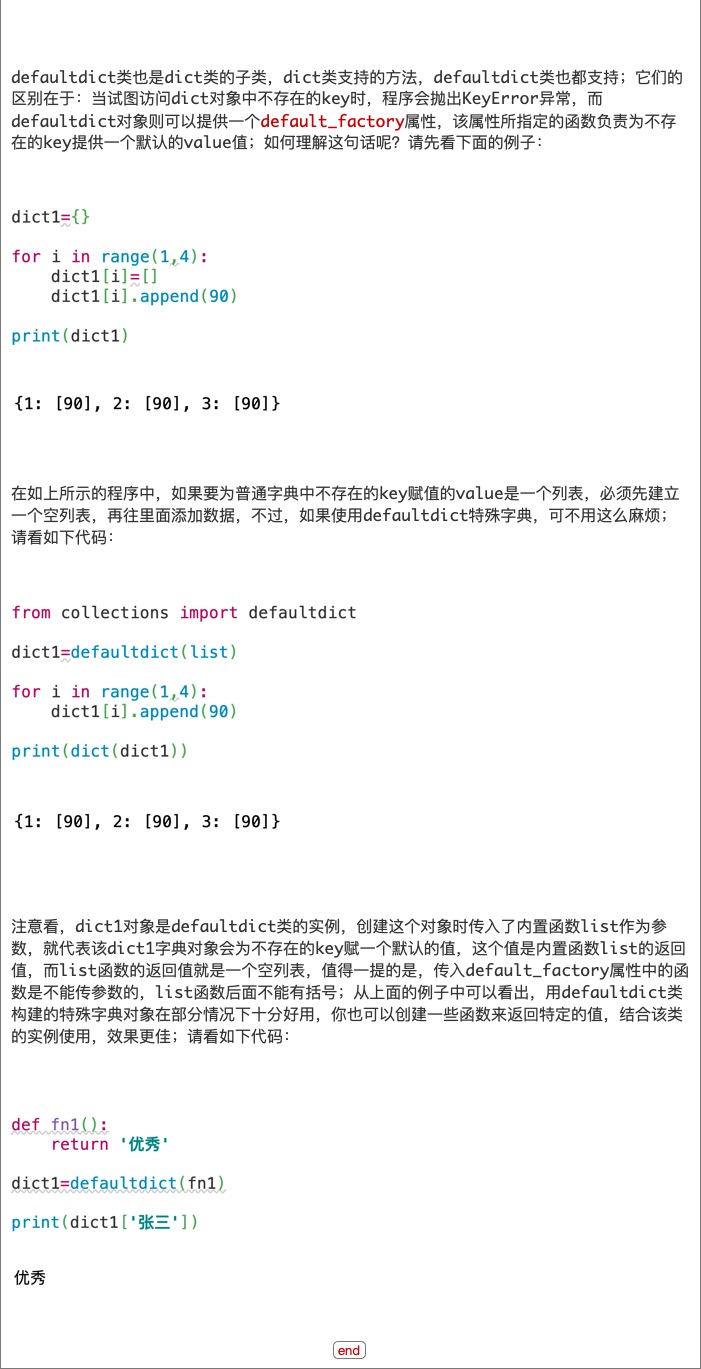 defaultdict类也是dict类的子类，dict类支持的方法，defaultdict类也都支持；它们的
区别在于：当试图访问dict对象中不存在的key时，程序会抛出KeyError异常，而
defaultdict对象则可以提供一个default_factory属性，该属性所指定的函数负责为不存
在的key提供一个默认的value值；如何理解这句话呢？请先看下面的例子：
dict1={}
for i in range(1,4):
    dict1[i]=[]
    dict1[i].append(90)
print(dict1)
{1: [90], 2: [90], 3: [90]}
在如上所示的程序中，如果要为普通字典中不存在的key赋值的value是一个列表，必须先建立
一个空列表，再往里面添加数据，不过，如果使用defaultdict特殊字典，可不用这么麻烦；
请看如下代码：
from collections import defaultdict
dict1=defaultdict(list)
for i in range(1,4):
    dict1[i].append(90)
print(dict(dict1))
{1: [90], 2: [90], 3: [90]}
注意看，dict1对象是defaultdict类的实例，创建这个对象时传入了内置函数list作为参
数，就代表该dict1字典对象会为不存在的key赋一个默认的值，这个值是内置函数list的返回
值，而list函数的返回值就是一个空列表，值得一提的是，传入default_factory属性中的函
数是不能传参数的，list函数后面不能有括号；从上面的例子中可以看出，用defaultdict类
构建的特殊字典对象在部分情况下十分好用，你也可以创建一些函数来返回特定的值，结合该类
的实例使用，效果更佳；请看如下代码：
def fn1():
    return '优秀'
dict1=defaultdict(fn1)
print(dict1['张三'])
优秀
end